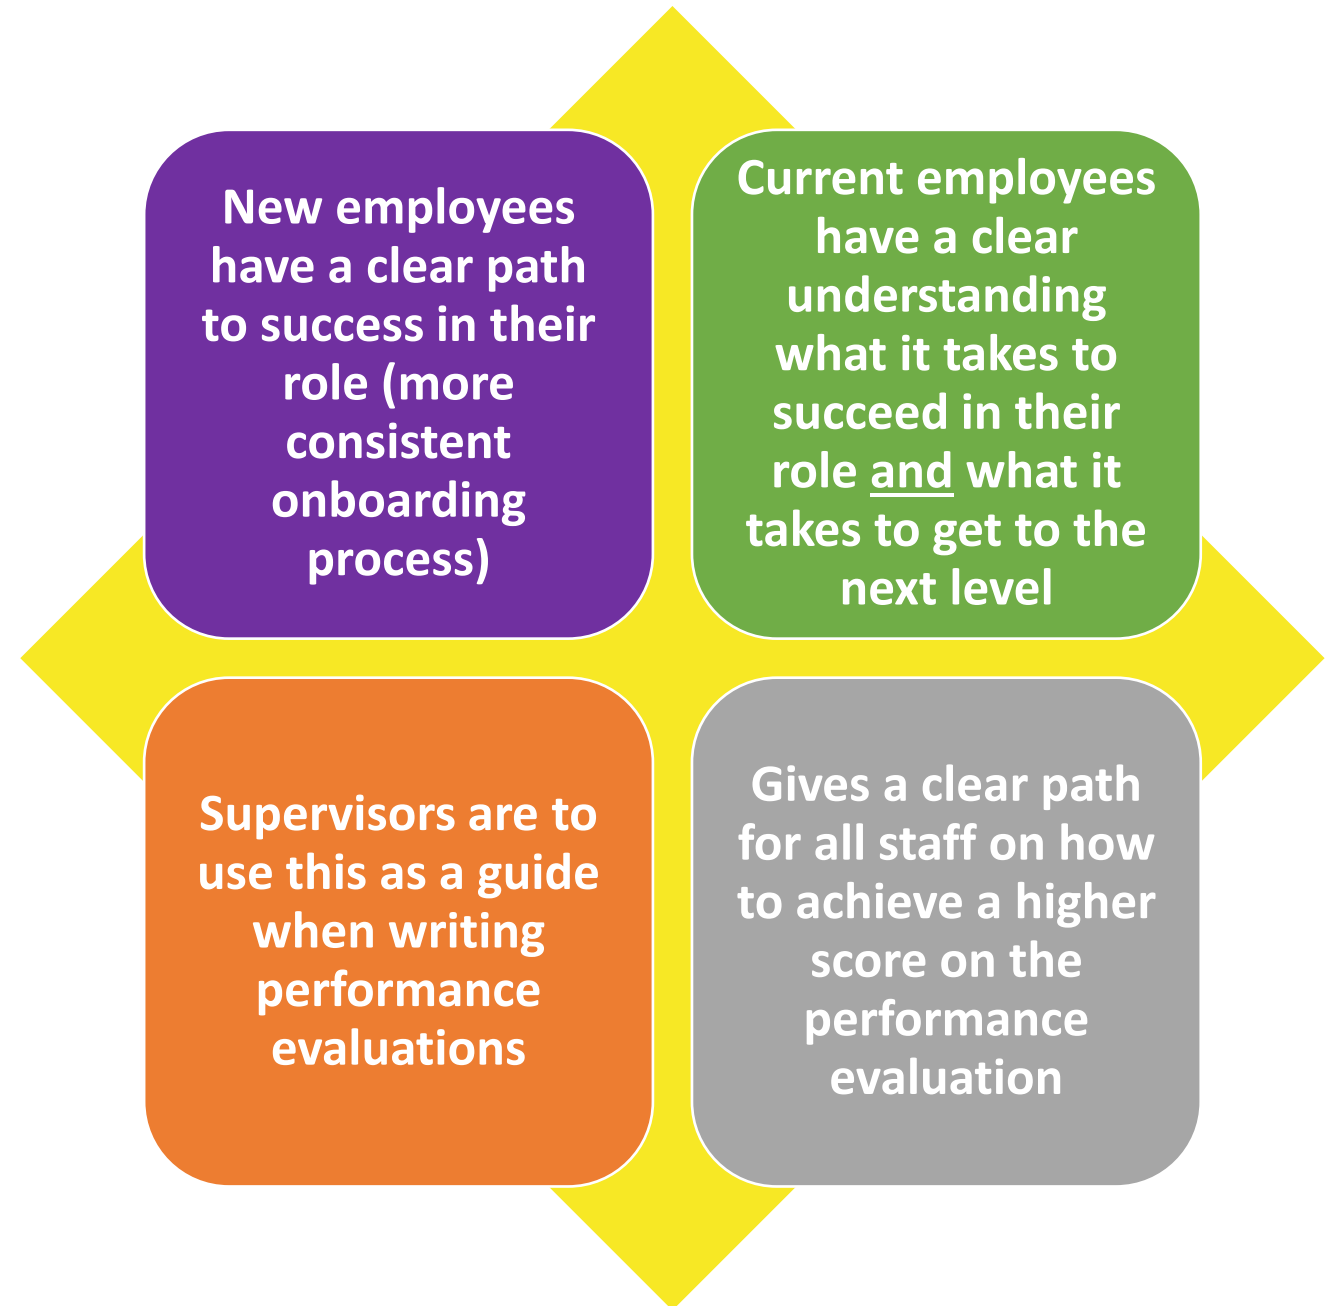 New employees
have a clear path
to success in their
role (more
consistent
onboarding
process)
Current employees
have a clear
understanding
what it takes to
succeed in their
role and what it
takes to get to the
next level
Supervisors are to
use this as a guide
when writing
performance
evaluations
Gives a clear path
for all staff on how
to achieve a higher
score on the
performance
evaluation